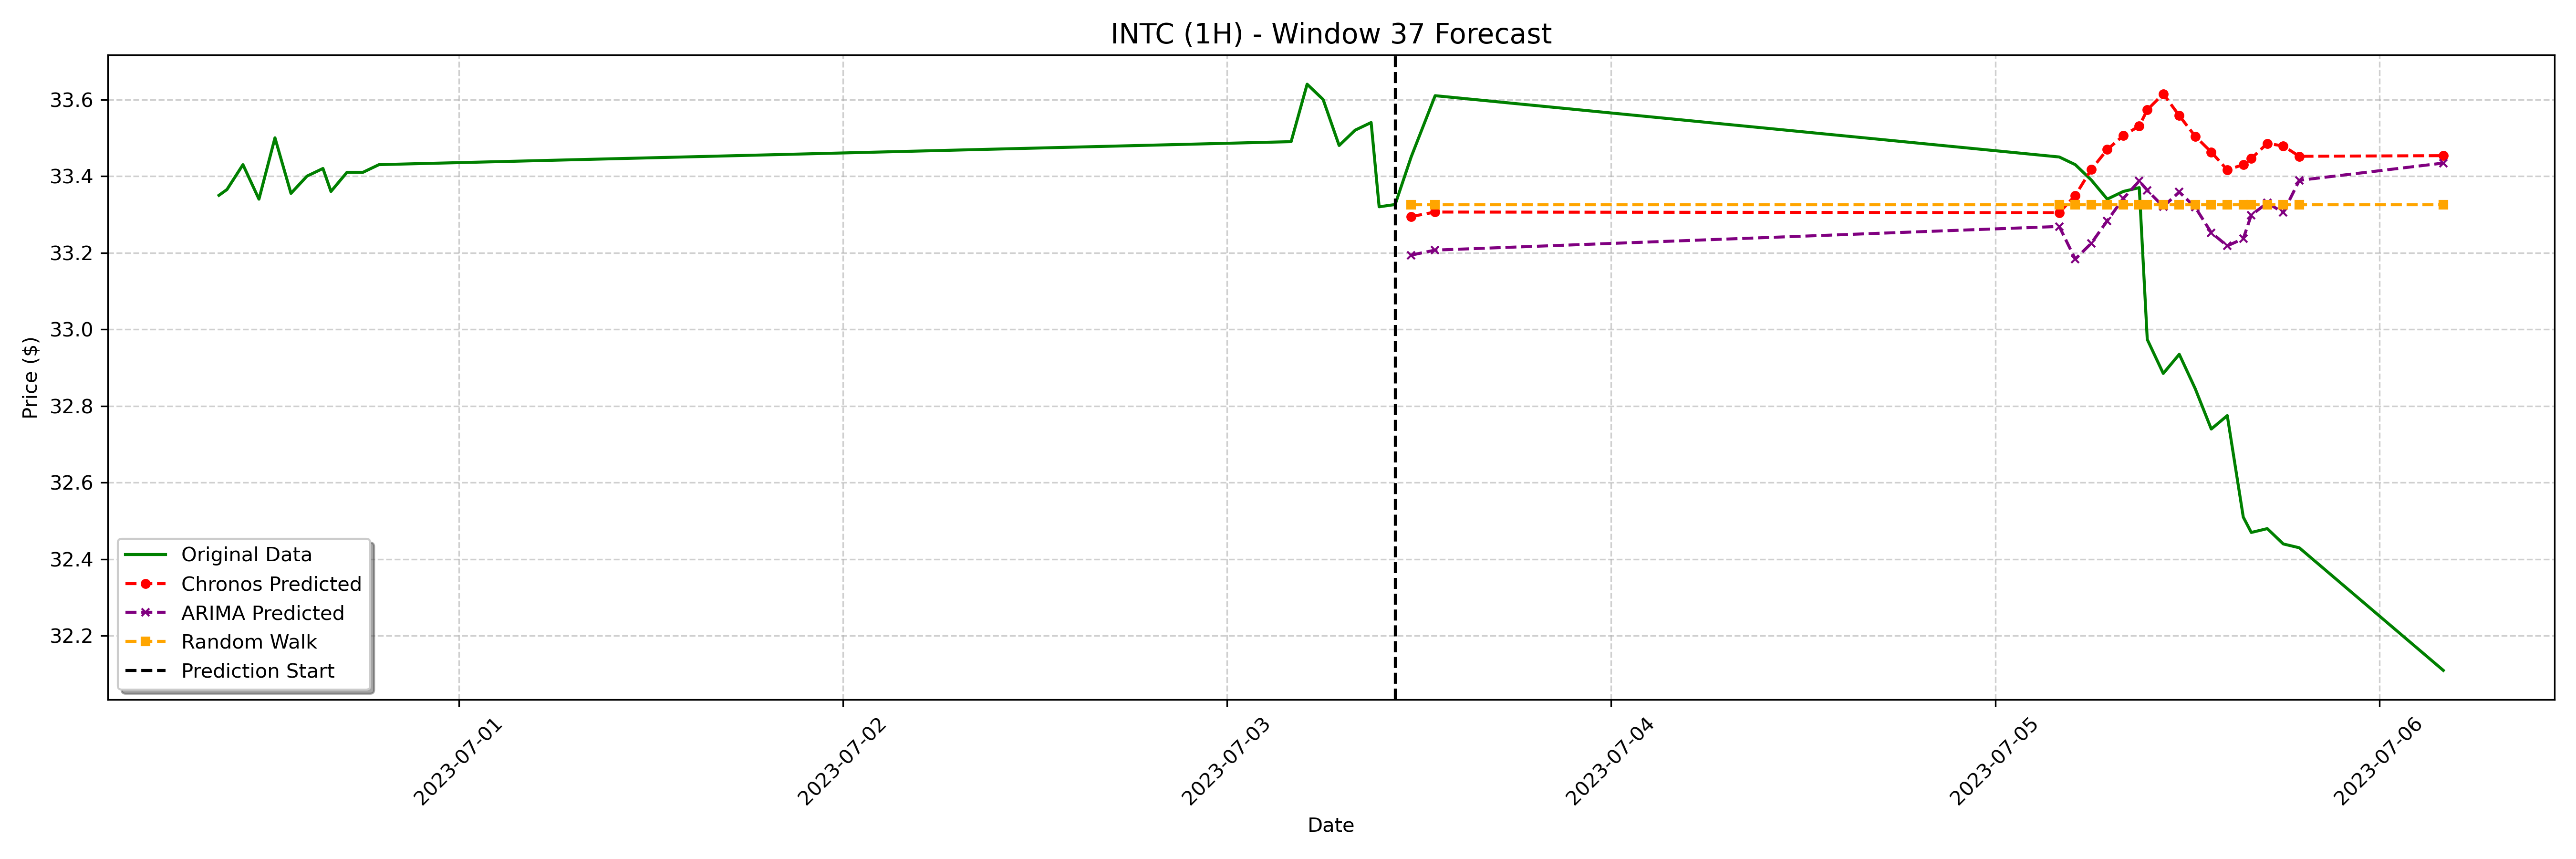 INTC (1H) - Window 37 Forecast
Price ($)
33.6
33.4
33.2
33.0
32.8
32.6
32.4
32.2
Original Data
Chronos Predicted
ARIMA Predicted
Random Walk
Prediction Start
2023-07-01
2023-07-02
2023-07-03
2023-07-04
2023-07-05
2023-07-06
Date